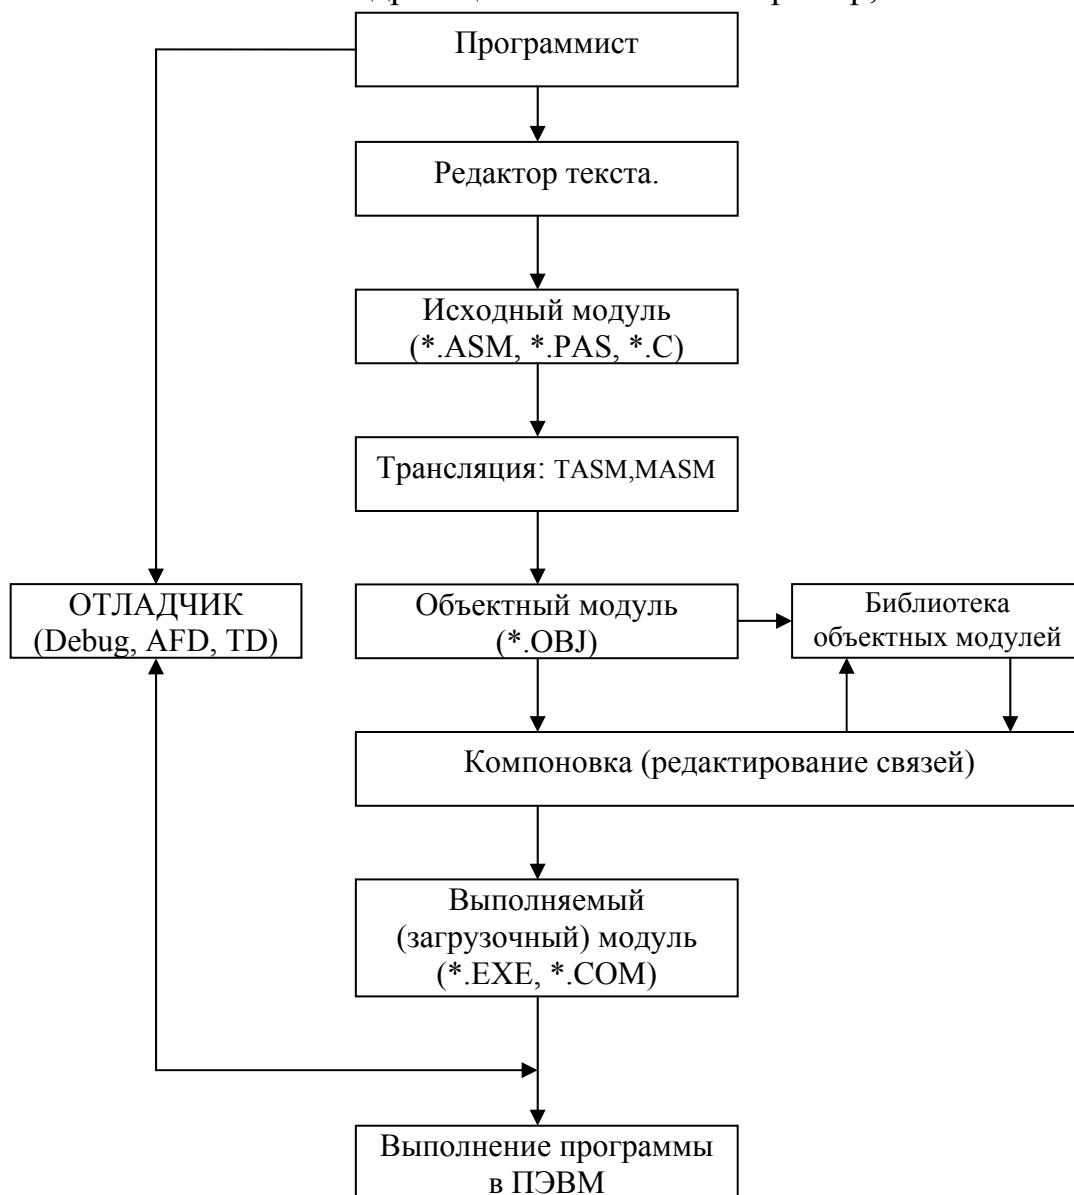 Программист
Редактор текста.
Исходный модуль
(*.ASM, *.PAS, *.C)
Трансляция: TASM,MASM
ОТЛАДЧИК
(Debug, AFD, TD)
Объектный модуль
(*.OBJ)
Библиотека
объектных модулей
Компоновка (редактирование связей)
Выполняемый
(загрузочный) модуль
(*.EXE, *.COM)
Выполнение программы
в ПЭВМ